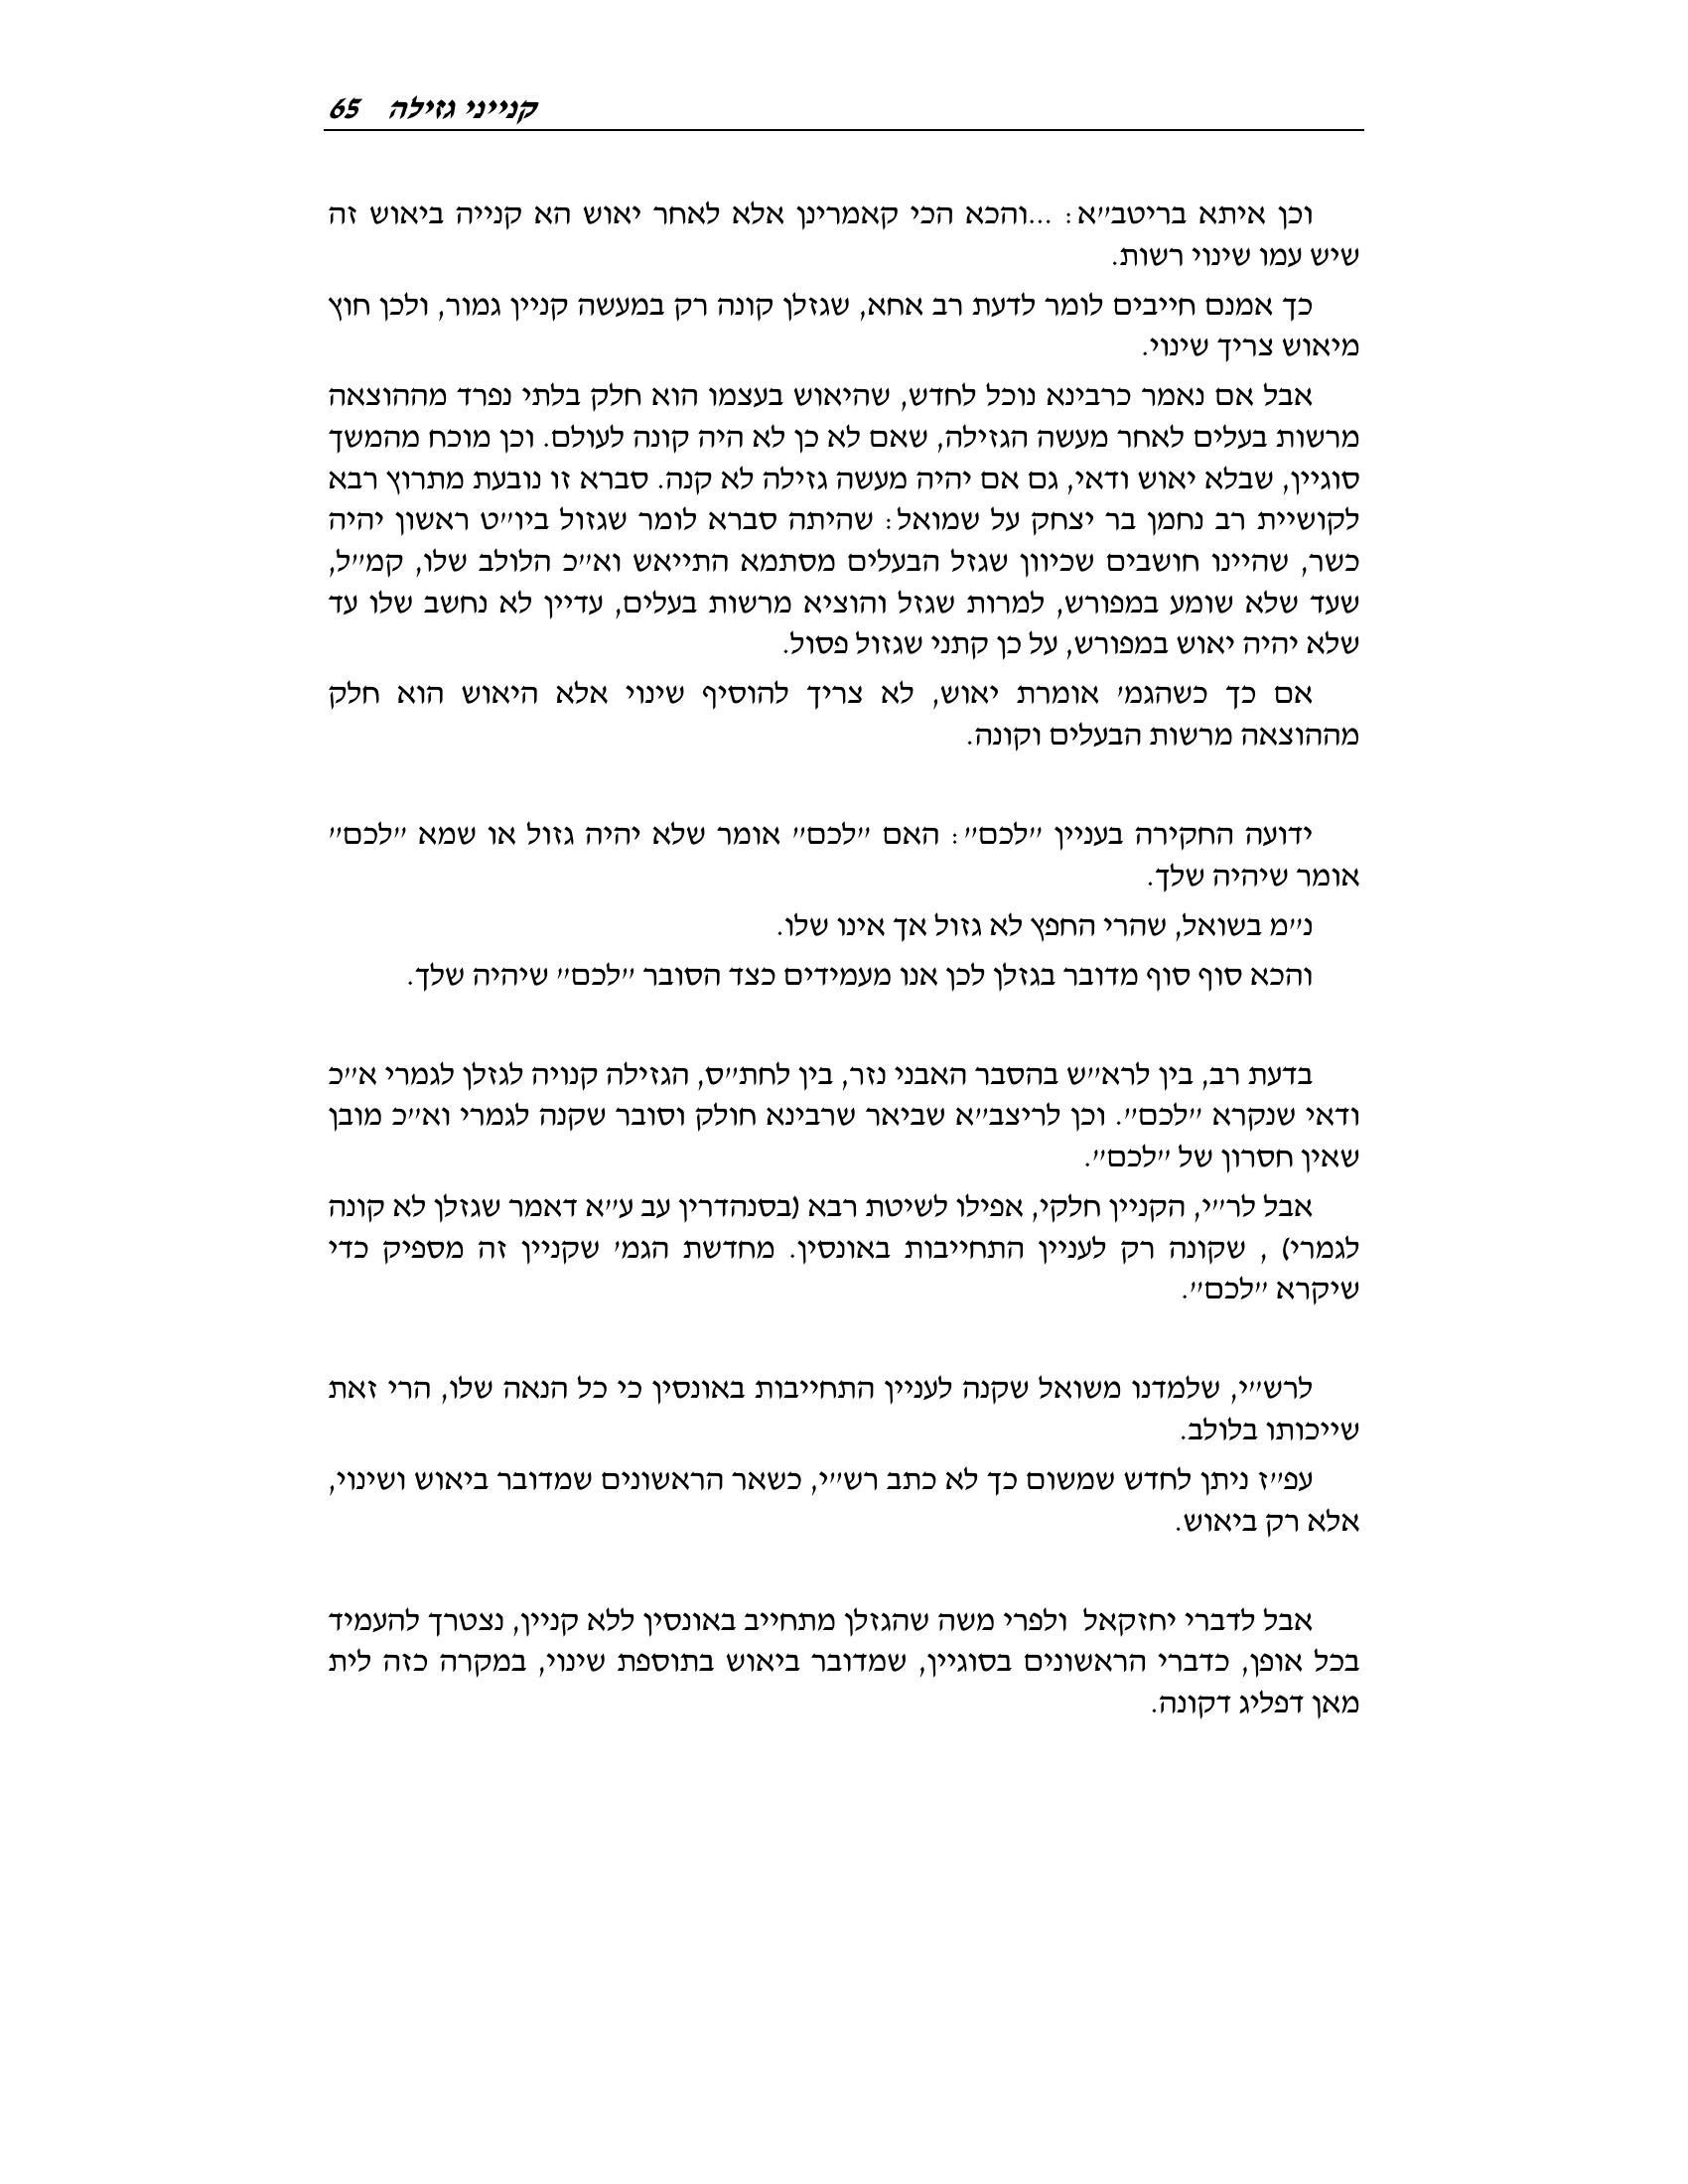 קנייני גזילה 65
וכן איתא בריטב"א: ...והכא הכי קאמרינן אלא לאחר יאוש הא קנייה ביאוש זה
שיש עמו שינוי רשות.
כך אמנם חייבים לומר לדעת רב אחא, שגזלן קונה רק במעשה קניין גמור, ולכן חוץ
מיאוש צריך שינוי.
אבל אם נאמר כרבינא נוכל לחדש, שהיאוש בעצמו הוא חלק בלתי נפרד מההוצאה
מרשות בעלים לאחר מעשה הגזילה, שאם לא כן לא היה קונה לעולם. וכן מוכח מהמשך
סוגיין, שבלא יאוש ודאי, גם אם יהיה מעשה גזילה לא קנה. סברא זו נובעת מתרוץ רבא
לקושיית רב נחמן בר יצחק על שמואל: שהיתה סברא לומר שגזול ביו"ט ראשון יהיה
כשר, שהיינו חושבים שכיוון שגזל הבעלים מסתמא התייאש וא"כ הלולב שלו, קמ"ל,
שעד שלא שומע במפורש, למרות שגזל והוציא מרשות בעלים, עדיין לא נחשב שלו עד
שלא יהיה יאוש במפורש, על כן קתני שגזול פסול.
אם כך כשהגמ' אומרת יאוש, לא צריך להוסיף שינוי אלא היאוש הוא חלק
מההוצאה מרשות הבעלים וקונה.
ידועה החקירה בעניין "לכם": האם "לכם" אומר שלא יהיה גזול או שמא "לכם"
אומר שיהיה שלך.
נ"מ בשואל, שהרי החפץ לא גזול אך אינו שלו.
והכא סוף סוף מדובר בגזלן לכן אנו מעמידים כצד הסובר "לכם" שיהיה שלך.
בדעת רב, בין לרא"ש בהסבר האבני נזר, בין לחת"ס, הגזילה קנויה לגזלן לגמרי א"כ
ודאי שנקרא "לכם". וכן לריצב"א שביאר שרבינא חולק וסובר שקנה לגמרי וא"כ מובן
שאין חסרון של "לכם".
אבל לר"י, הקניין חלקי, אפילו לשיטת רבא (בסנהדרין עב ע"א דאמר שגזלן לא קונה
לגמרי) , שקונה רק לעניין התחייבות באונסין. מחדשת הגמ' שקניין זה מספיק כדי
שיקרא "לכם".
לרש"י, שלמדנו משואל שקנה לעניין התחייבות באונסין כי כל הנאה שלו, הרי זאת
שייכותו בלולב.
עפ"ז ניתן לחדש שמשום כך לא כתב רש"י, כשאר הראשונים שמדובר ביאוש ושינוי,
אלא רק ביאוש.
אבל לדברי יחזקאל ולפרי משה שהגזלן מתחייב באונסין ללא קניין, נצטרך להעמיד
בכל אופן, כדברי הראשונים בסוגיין, שמדובר ביאוש בתוספת שינוי, במקרה כזה לית
מאן דפליג דקונה.